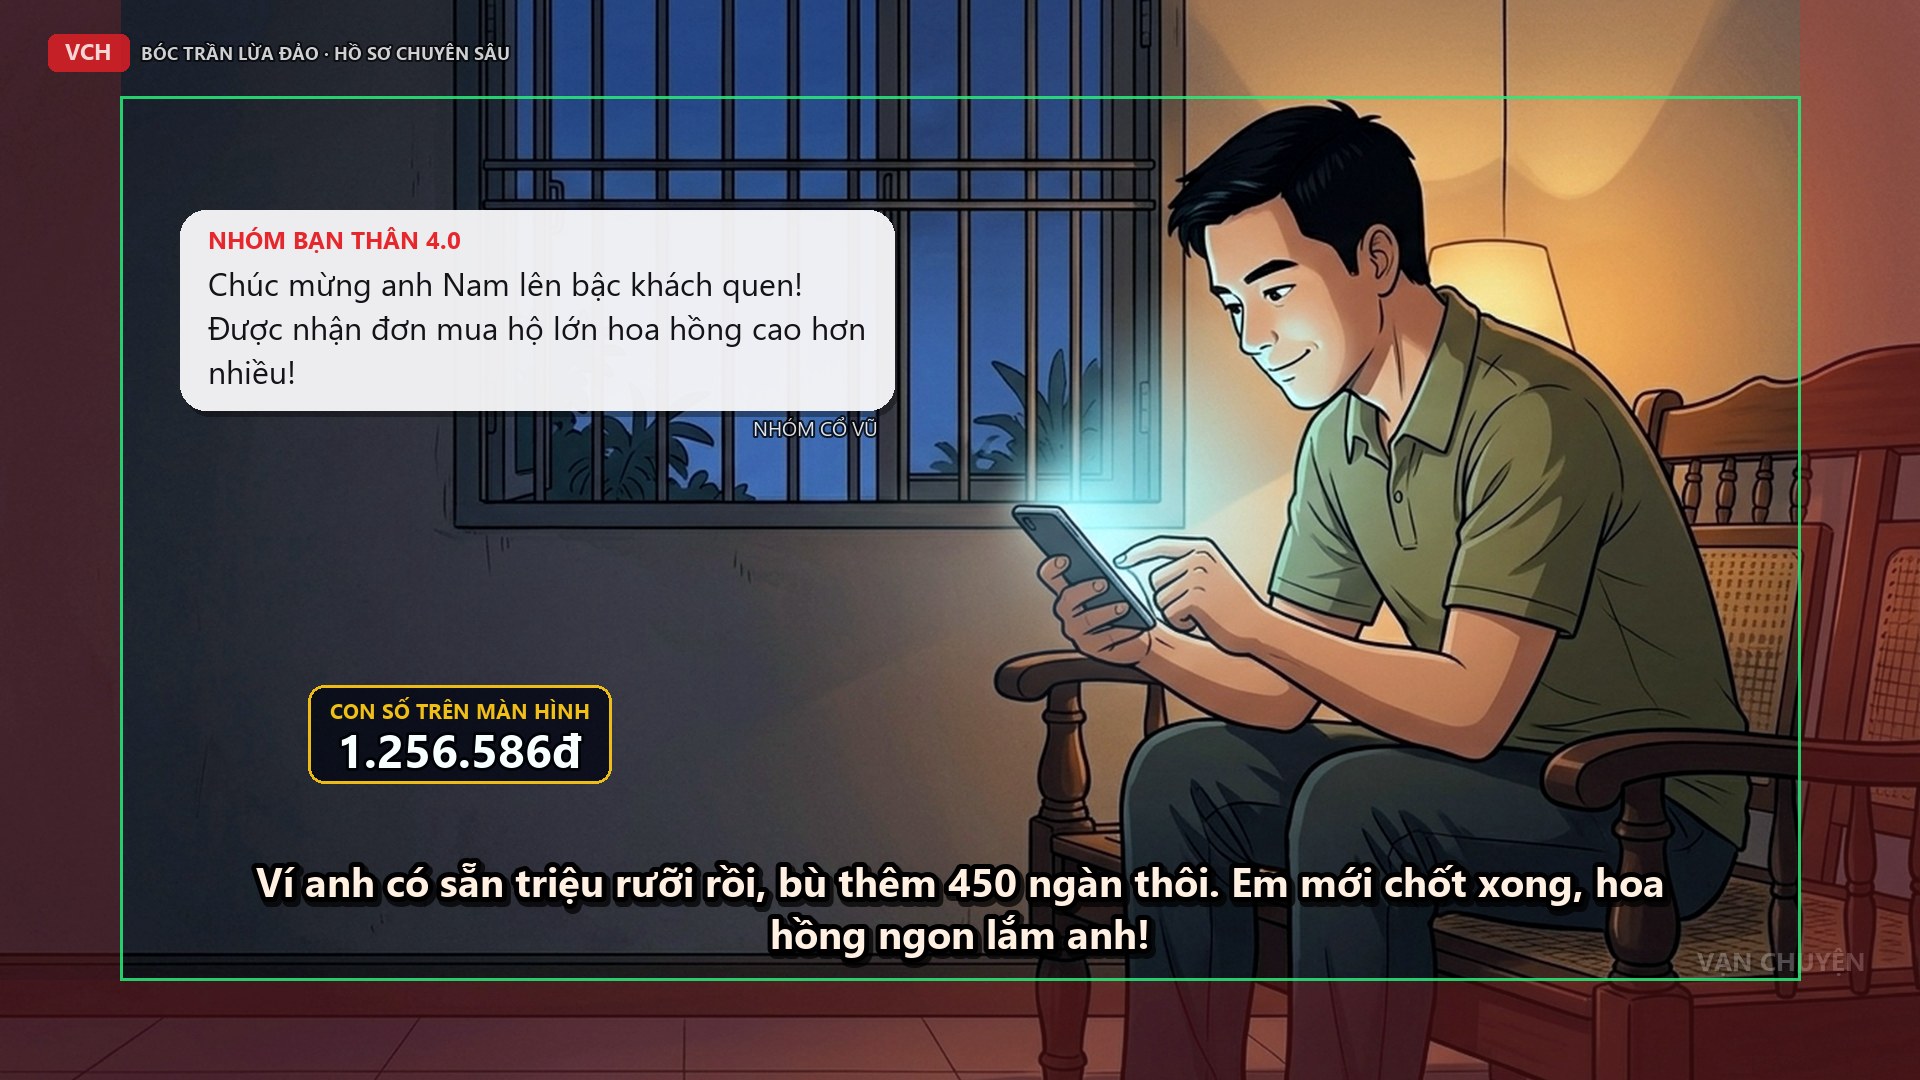 VCH BÓC TRẦN LỪA ĐẢO · HỒ SƠ CHUYÊN SÂU
NHÓM BẠN THÂN 4.0
Chúc mừng anh Nam lên bậc khách quen!
Được nhận đơn mua hộ lớn hoa hồng cao hơn
nhiều!
NHÓM CỔ VŨ
CON SỐ TRÊN MÀN HÌNH
1.256.586đ
Ví anh có sẵn triệu rưỡi rồi, bù thêm 450 ngàn thôi. Em mới chốt xong, hoa
hồng ngon lắm anh!
VẠN CHUYỆN